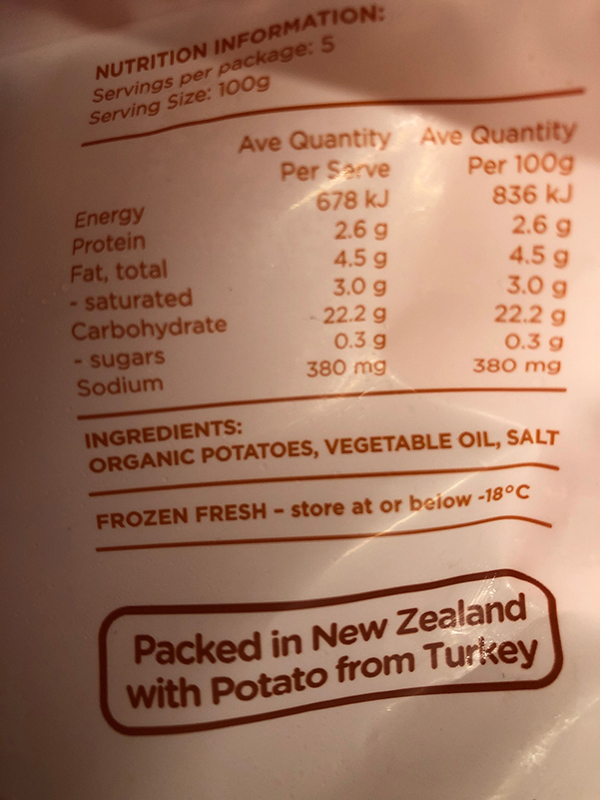 NUTRITION INFORMATION:
Servings per package: 5
Serving Size: 100g
Ave Quantity Ave Quantity
Per Serve Per 100g
Energy 678 kJ 836 kJ
Protein 2.6 g 2.6 g
Fat, total 4.5 g 4.5 g
- saturated 3.0 g 3.0 g
Carbohydrate 22.2 g 22.2 g
- sugars 0.3 g 0.3 g
Sodium 380 mg 380 mg
INGREDIENTS:
ORGANIC POTATOES, VEGETABLE OIL, SALT
FROZEN FRESH - store at or below -18°C
Packed in New Zealand
with Potato from Turkey